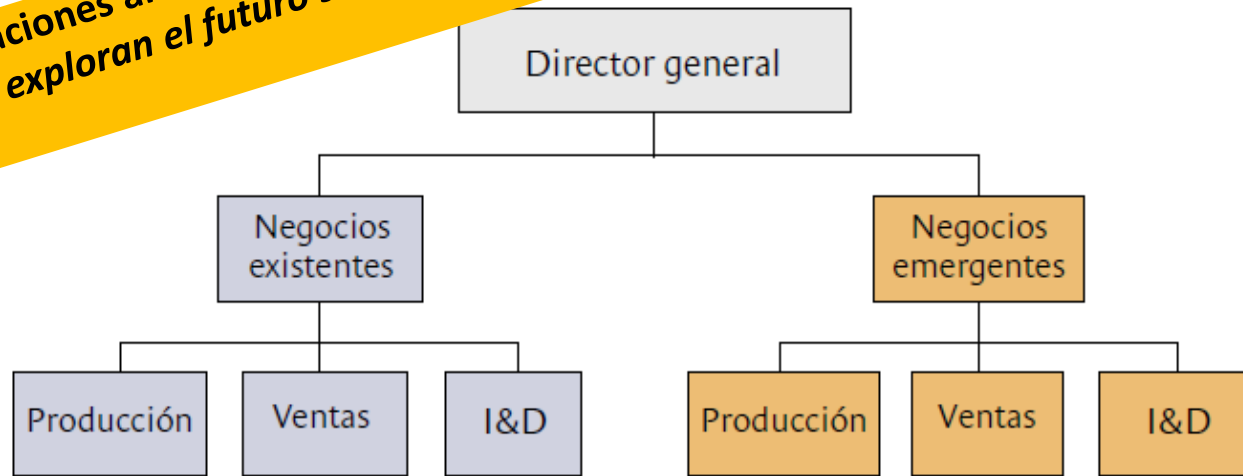 exploran el futuro
Director general
Negocios
existentes
Negocios
emergentes
Producción
Ventas
I&D
Producción
Ventas
I&D